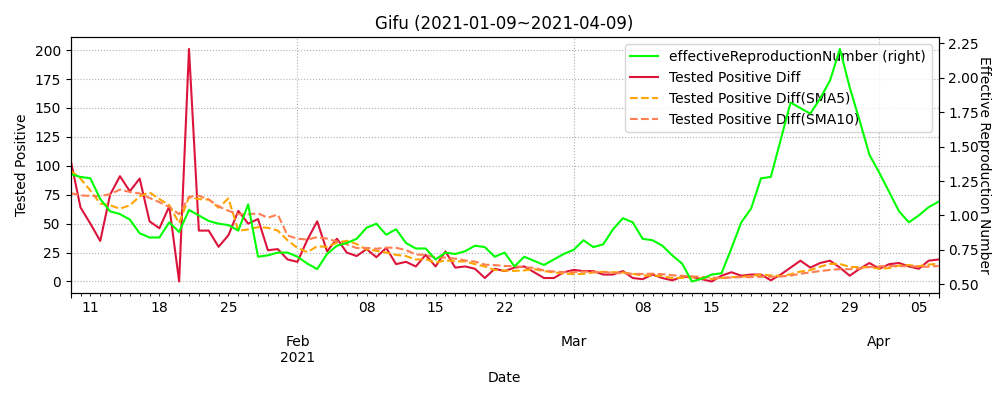 Gifu (2021-01-09~2021-04-09)
effectiveReproductionNumber (right)
Tested Positive Diff
Tested Positive Diff(SMA5)
Tested Positive Diff(SMA10)
Tested Positive
200
175
150
125
100
75
50
25
0
Effective Reproduction Number
2.25
2.00
1.75
1.50
1.25
1.00
0.75
0.50
11 18 25 08 15 22 08 15 22 29 05
Feb Mar Apr
2021
Date